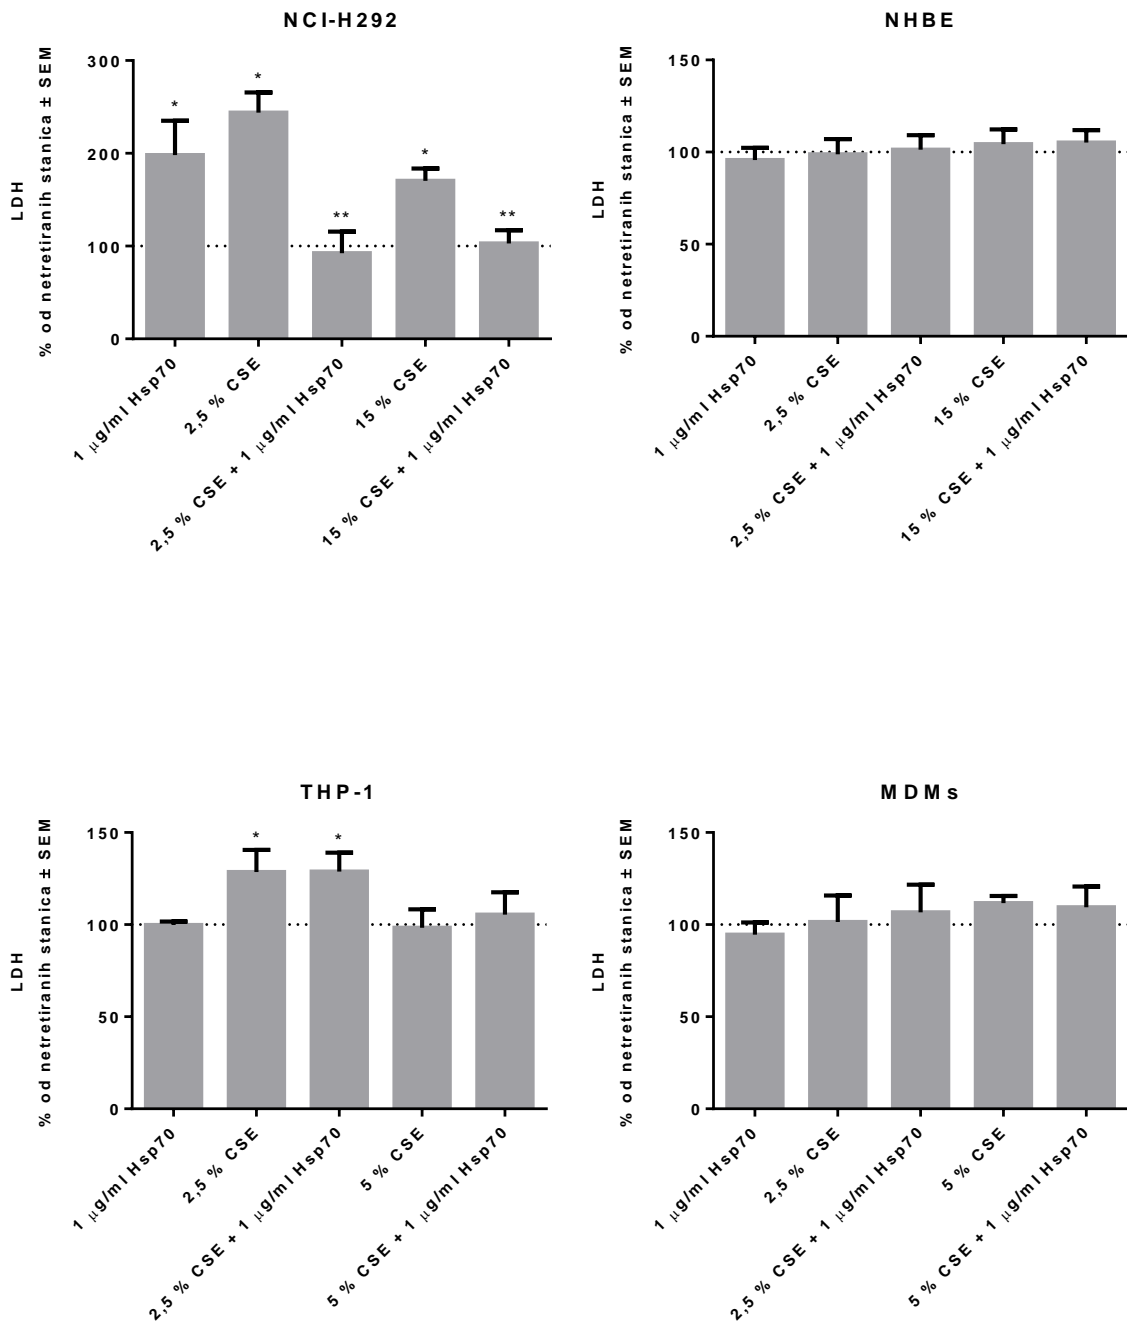 NCI-H292
LDH
% od netretiranih stanica ± SEM
300
200
100
0
*
*
**
*
**
1 μg/ml Hsp70
2,5 % CSE
2,5 % CSE + 1 μg/ml Hsp70
15 % CSE
15 % CSE + 1 μg/ml Hsp70
NHBE
LDH
% od netretiranih stanica ± SEM
150
100
50
0
1 μg/ml Hsp70
2,5 % CSE
2,5 % CSE + 1 μg/ml Hsp70
15 % CSE
15 % CSE + 1 μg/ml Hsp70
THP-1
LDH
% od netretiranih stanica ± SEM
150
100
50
0
*
*
1 μg/ml Hsp70
2,5 % CSE
2,5 % CSE + 1 μg/ml Hsp70
5 % CSE
5 % CSE + 1 μg/ml Hsp70
MDMs
LDH
% od netretiranih stanica ± SEM
150
100
50
0
1 μg/ml Hsp70
2,5 % CSE
2,5 % CSE + 1 μg/ml Hsp70
5 % CSE
5 % CSE + 1 μg/ml Hsp70